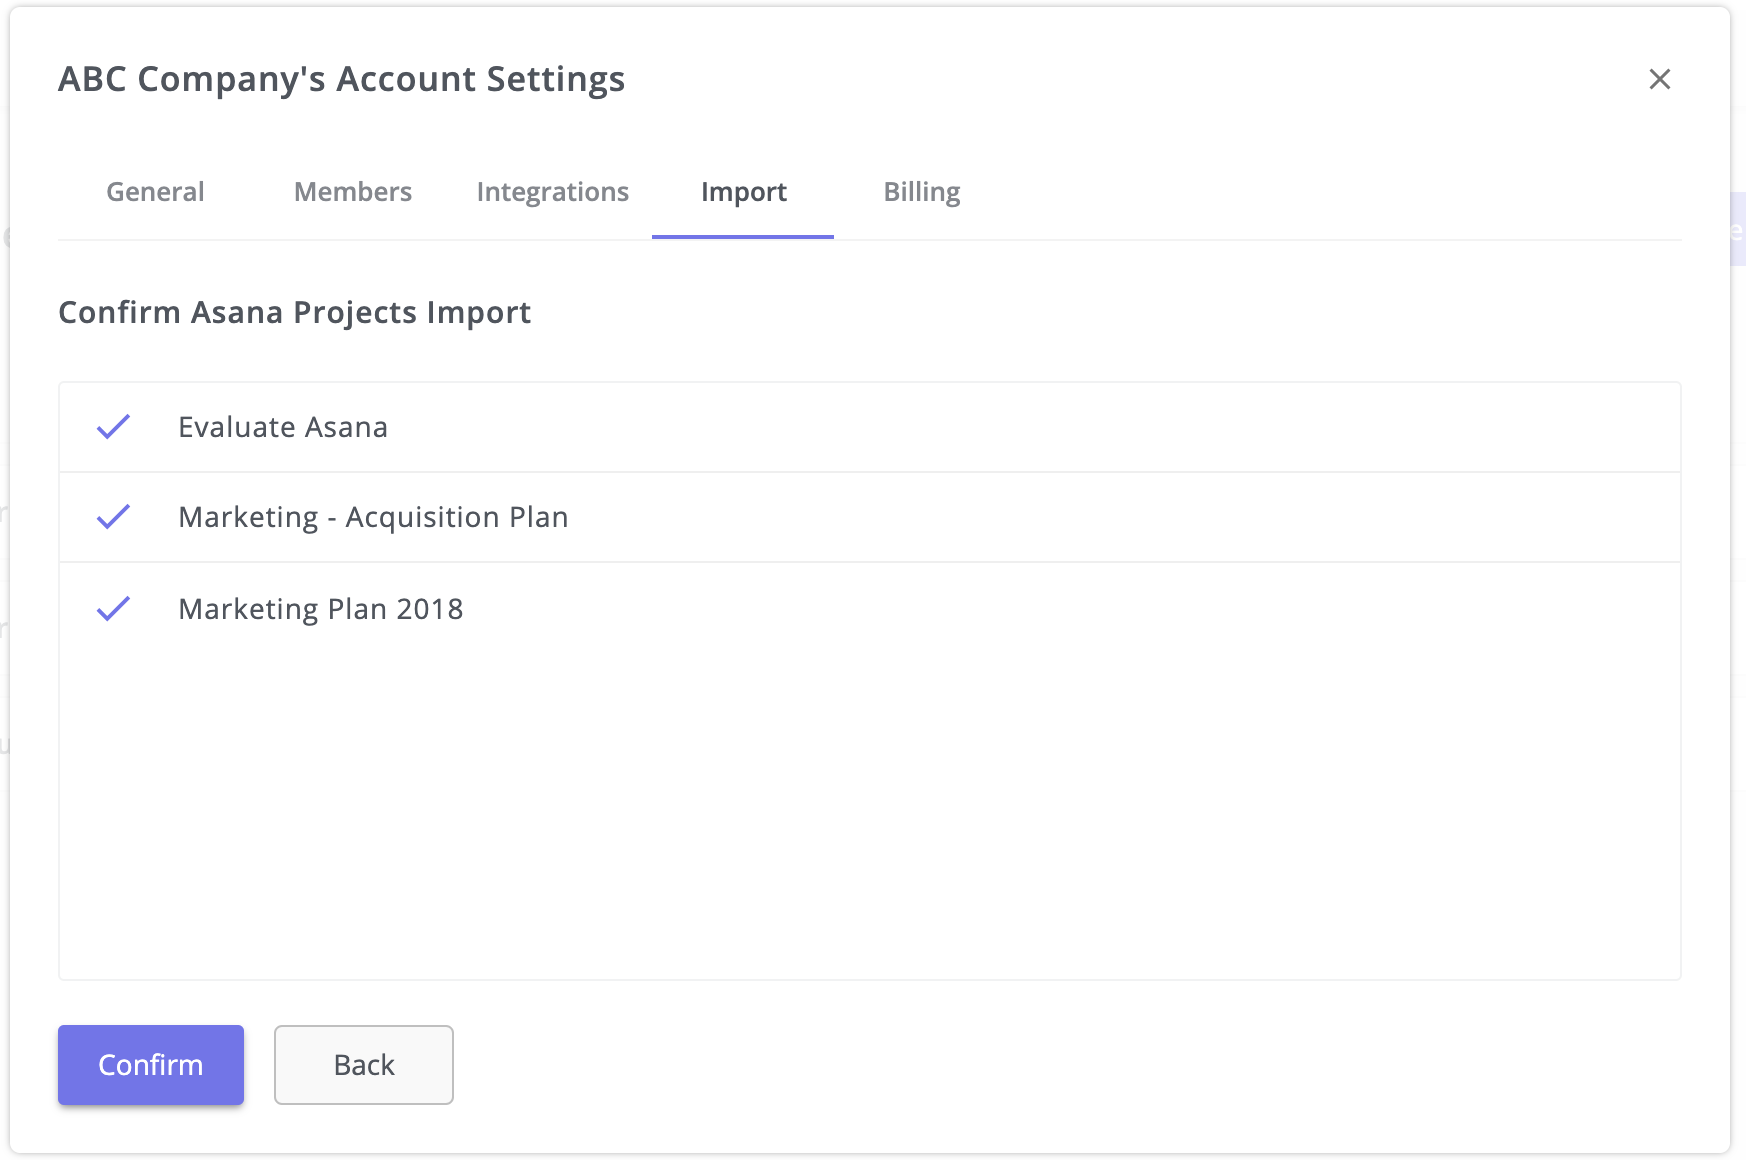 ABC Company's Account Settings
General Members Integrations Import Billing
Confirm Asana Projects Import
Evaluate Asana
Marketing - Acquisition Plan
Marketing Plan 2018
Confirm Back